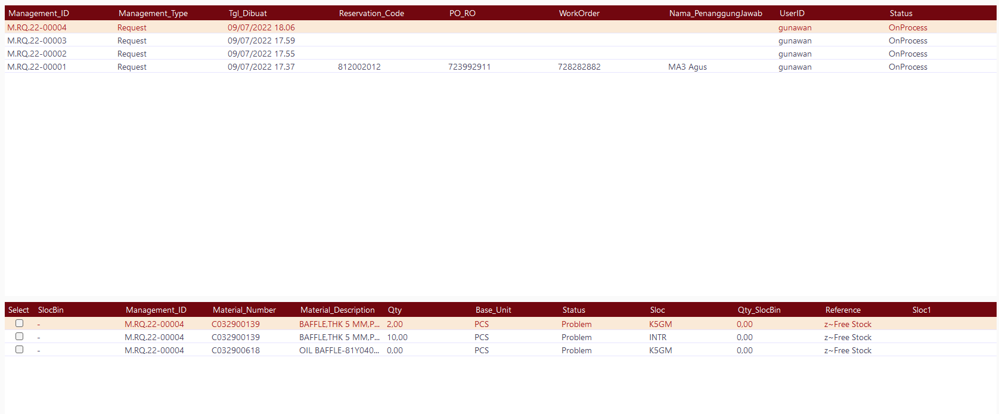 Management_ID Management_Type Tgl_Dibuat Reservation_Code PO_RO WorkOrder Nama_PenanggungJawab UserID Status
M.RQ.22-00004 Request 09/07/2022 18.06 gunawan OnProcess
M.RQ.22-00003 Request 09/07/2022 17.59 gunawan OnProcess
M.RQ.22-00002 Request 09/07/2022 17.55 gunawan OnProcess
M.RQ.22-00001 Request 09/07/2022 17.37 812002012 723992911 728282882 MA3 Agus gunawan OnProcess
Select SlocBin Management_ID Material_Number Material_Description Qty Base_Unit Status Sloc Qty_SlocBin Reference Sloc1
- M.RQ.22-00004 C032900139 BAFFLE,THK 5 MM,P... 2,00 PCS Problem K5GM 0,00 z~Free Stock
- M.RQ.22-00004 C032900139 BAFFLE,THK 5 MM,P... 10,00 PCS Problem INTR 0,00 z~Free Stock
- M.RQ.22-00004 C032900618 OIL BAFFLE-81Y040... 0,00 PCS Problem K5GM 0,00 z~Free Stock